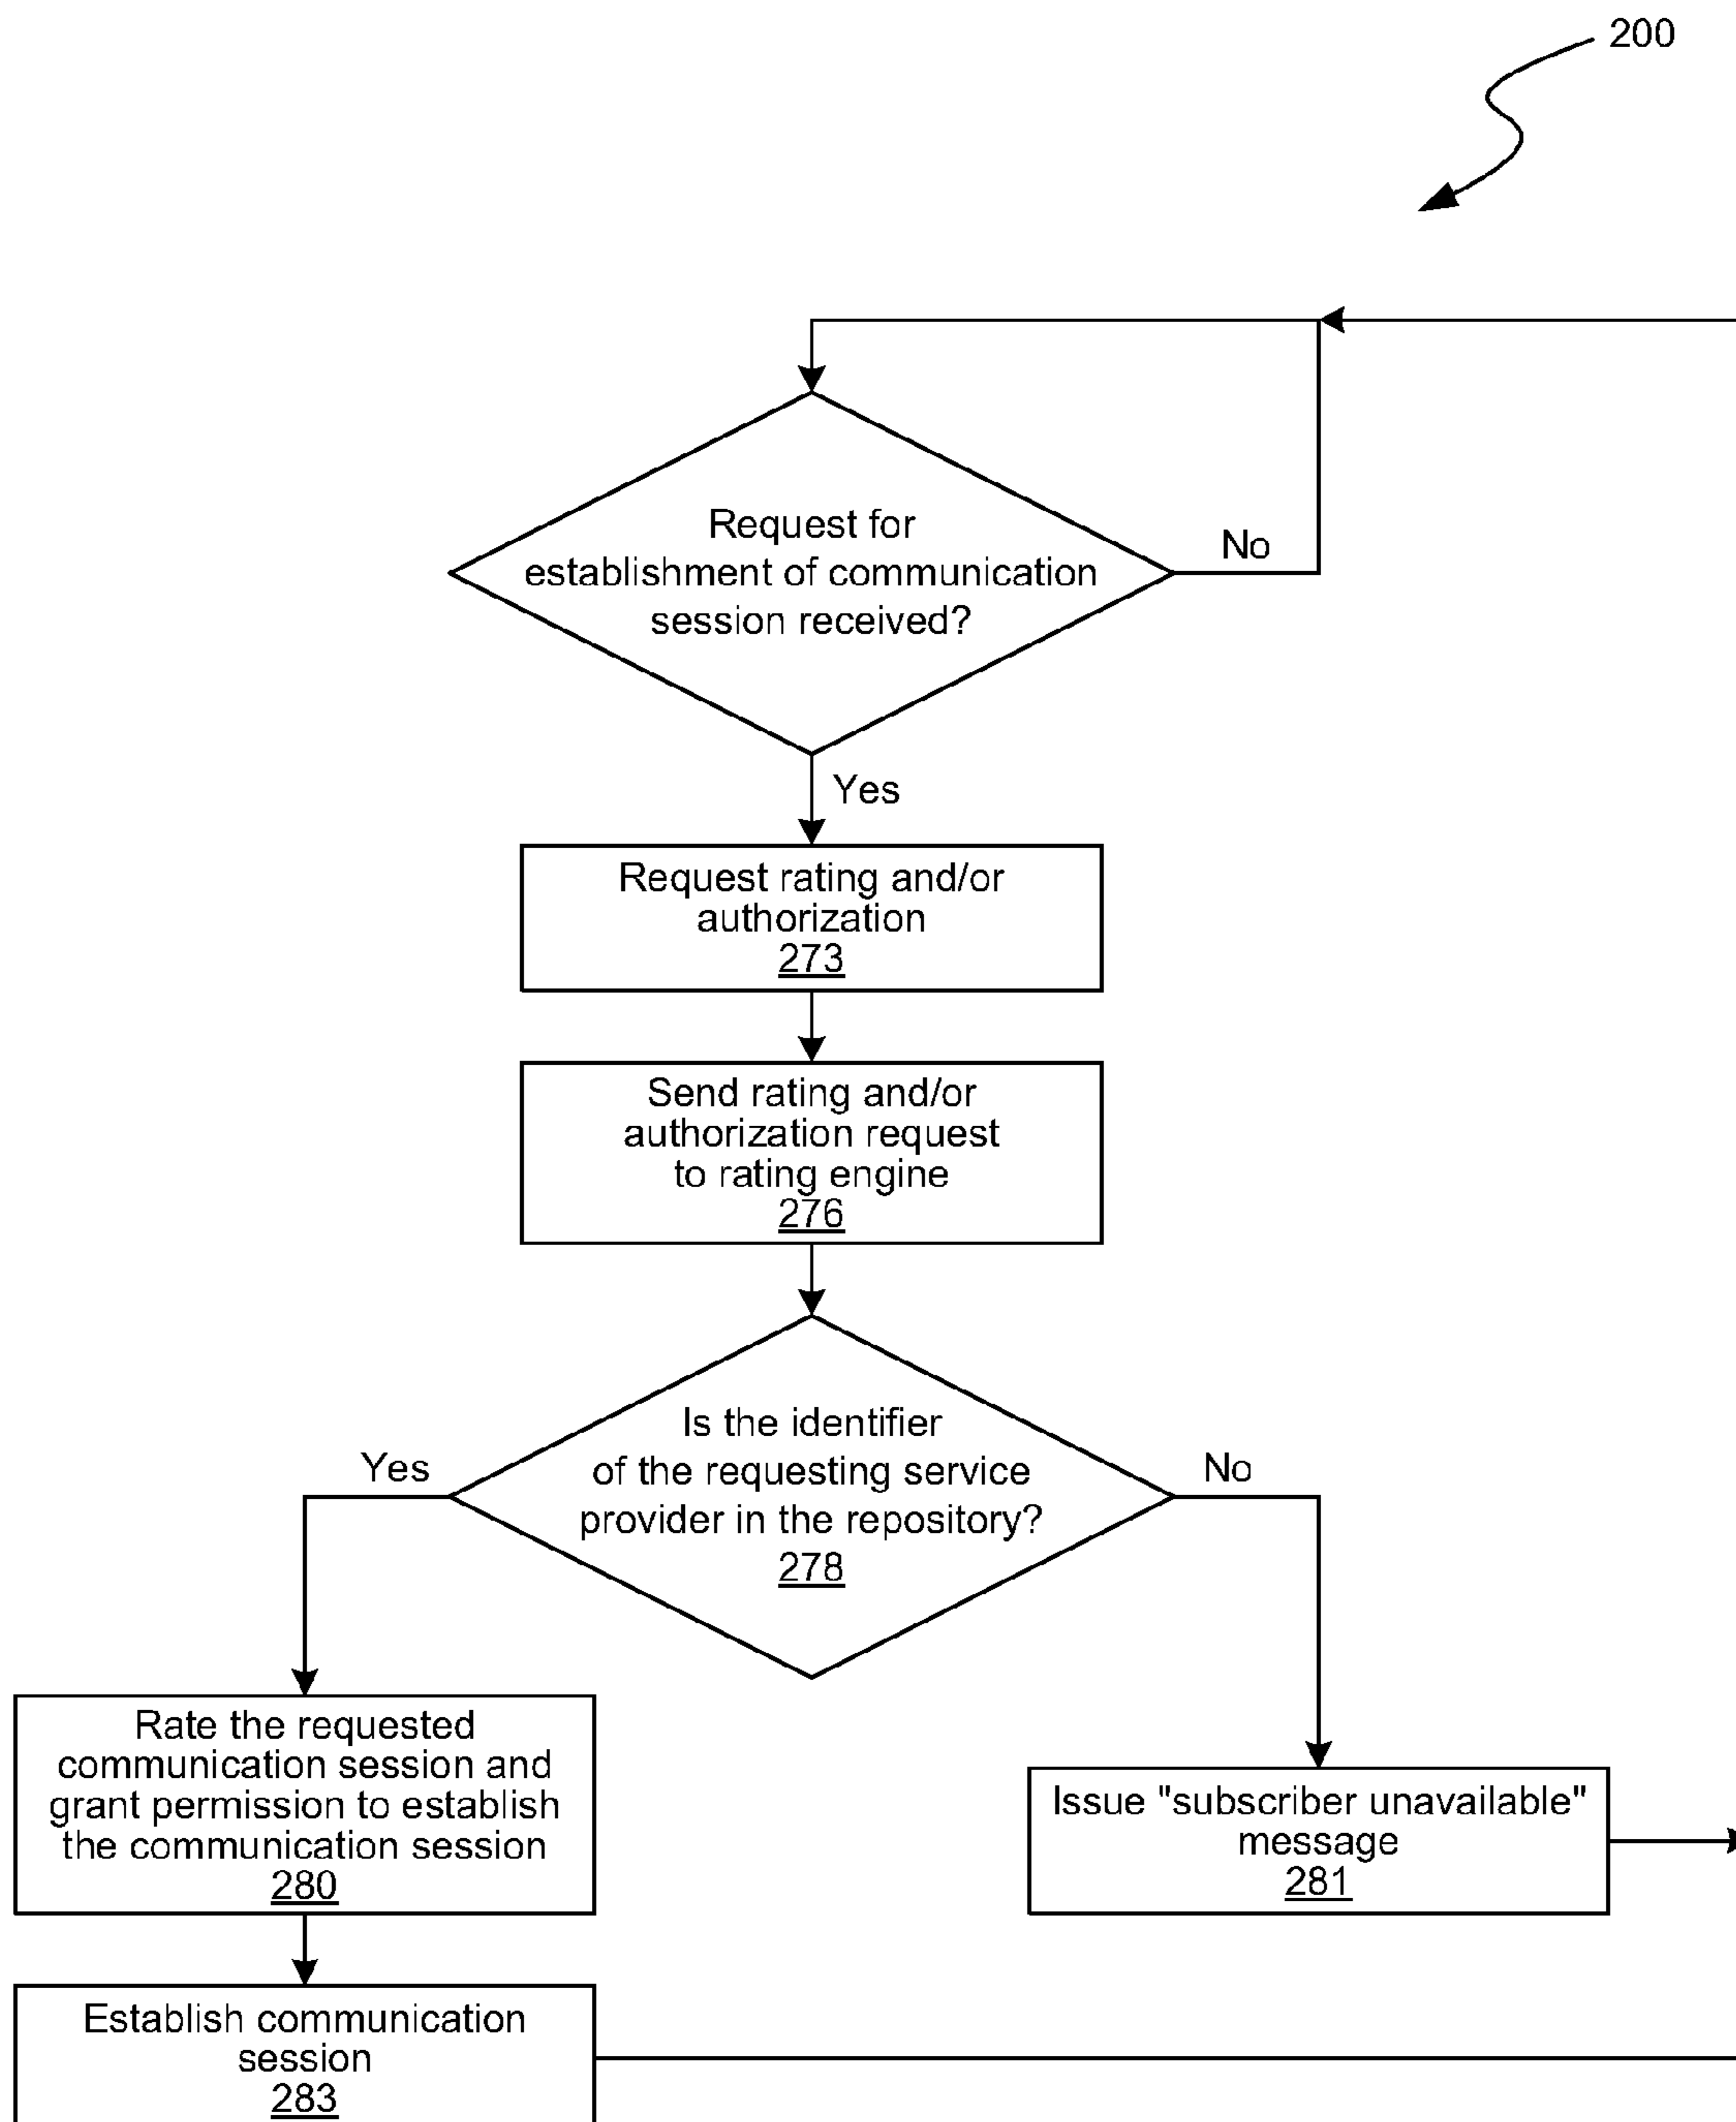 200
Request for
establishment of communication
session received?
No
Yes
Request rating and/or
authorization
273
Send rating and/or
authorization request
to rating engine
276
Is the identifier
of the requesting service
provider in the repository?
278
Yes
No
Rate the requested
communication session and
grant permission to establish
the communication session
280
Issue "subscriber unavailable"
message
281
Establish communication
session
283